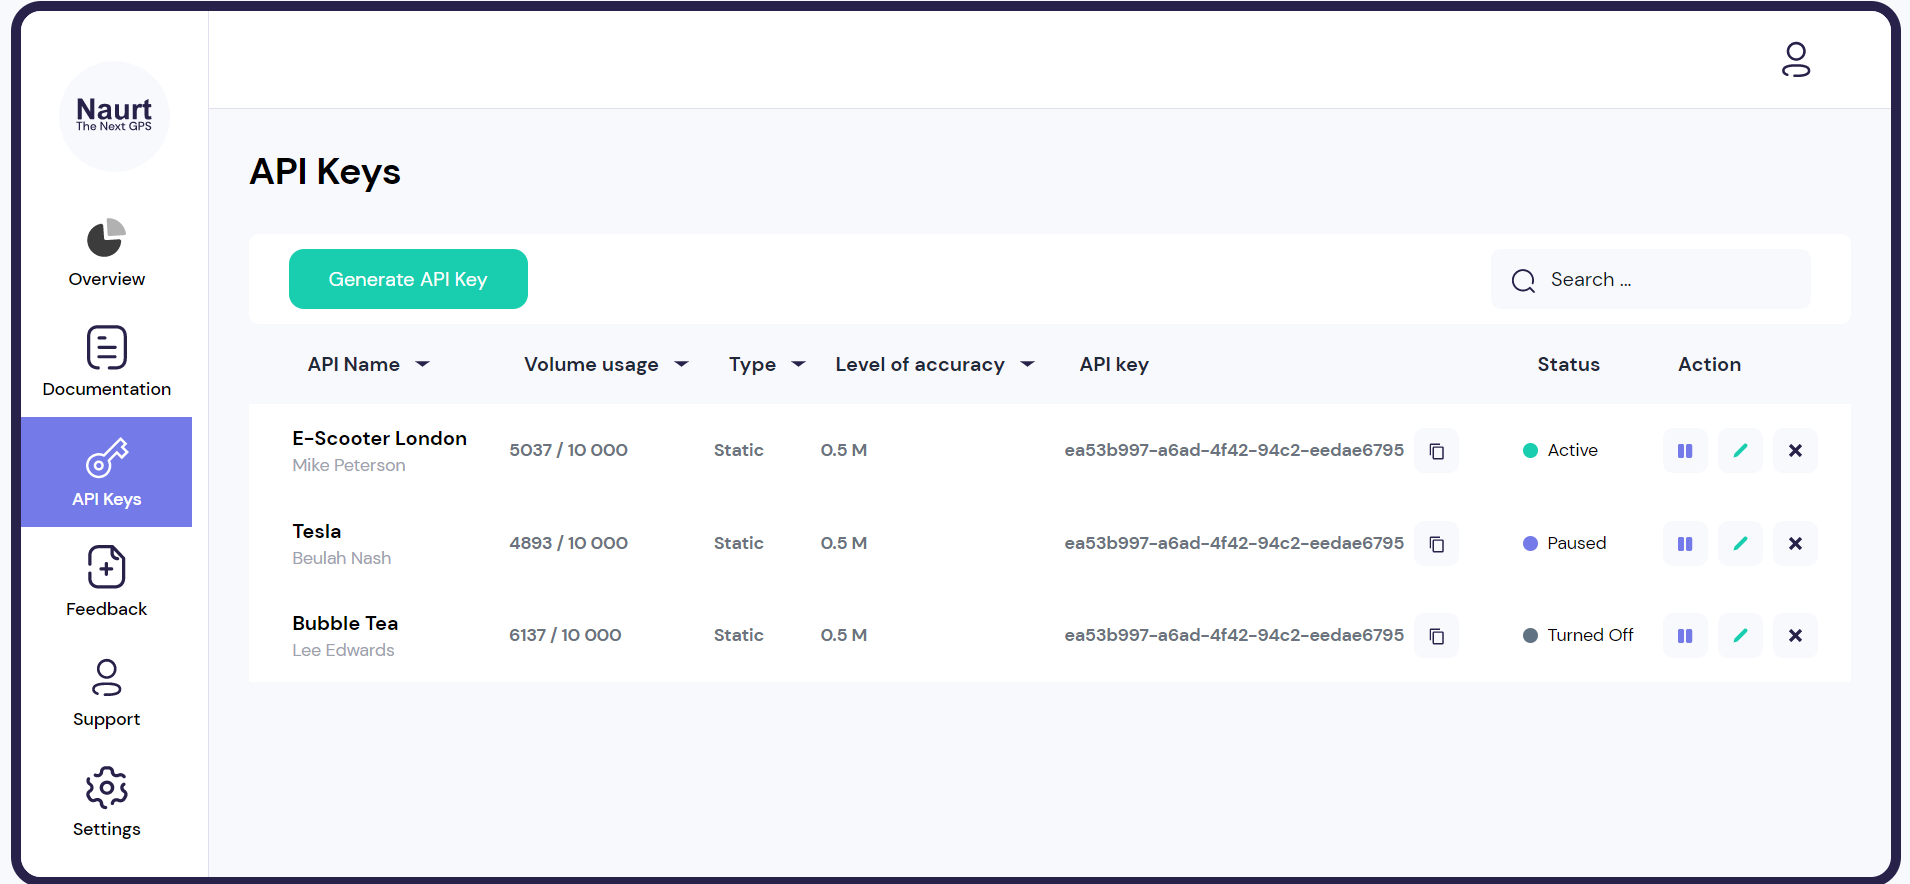 Naurt
The Next GPS
Overview
Documentation
API Keys
Feedback
Support
Settings
API Keys
Generate API Key
Search ...
API Name Volume usage Type Level of accuracy API key Status Action
E-Scooter London
Mike Peterson
5037 / 10 000 Static 0.5 M ea53b997-a6ad-4f42-94c2-eedae6795 Active
Tesla
Beulah Nash
4893 / 10 000 Static 0.5 M ea53b997-a6ad-4f42-94c2-eedae6795 Paused
Bubble Tea
Lee Edwards
6137 / 10 000 Static 0.5 M ea53b997-a6ad-4f42-94c2-eedae6795 Turned Off